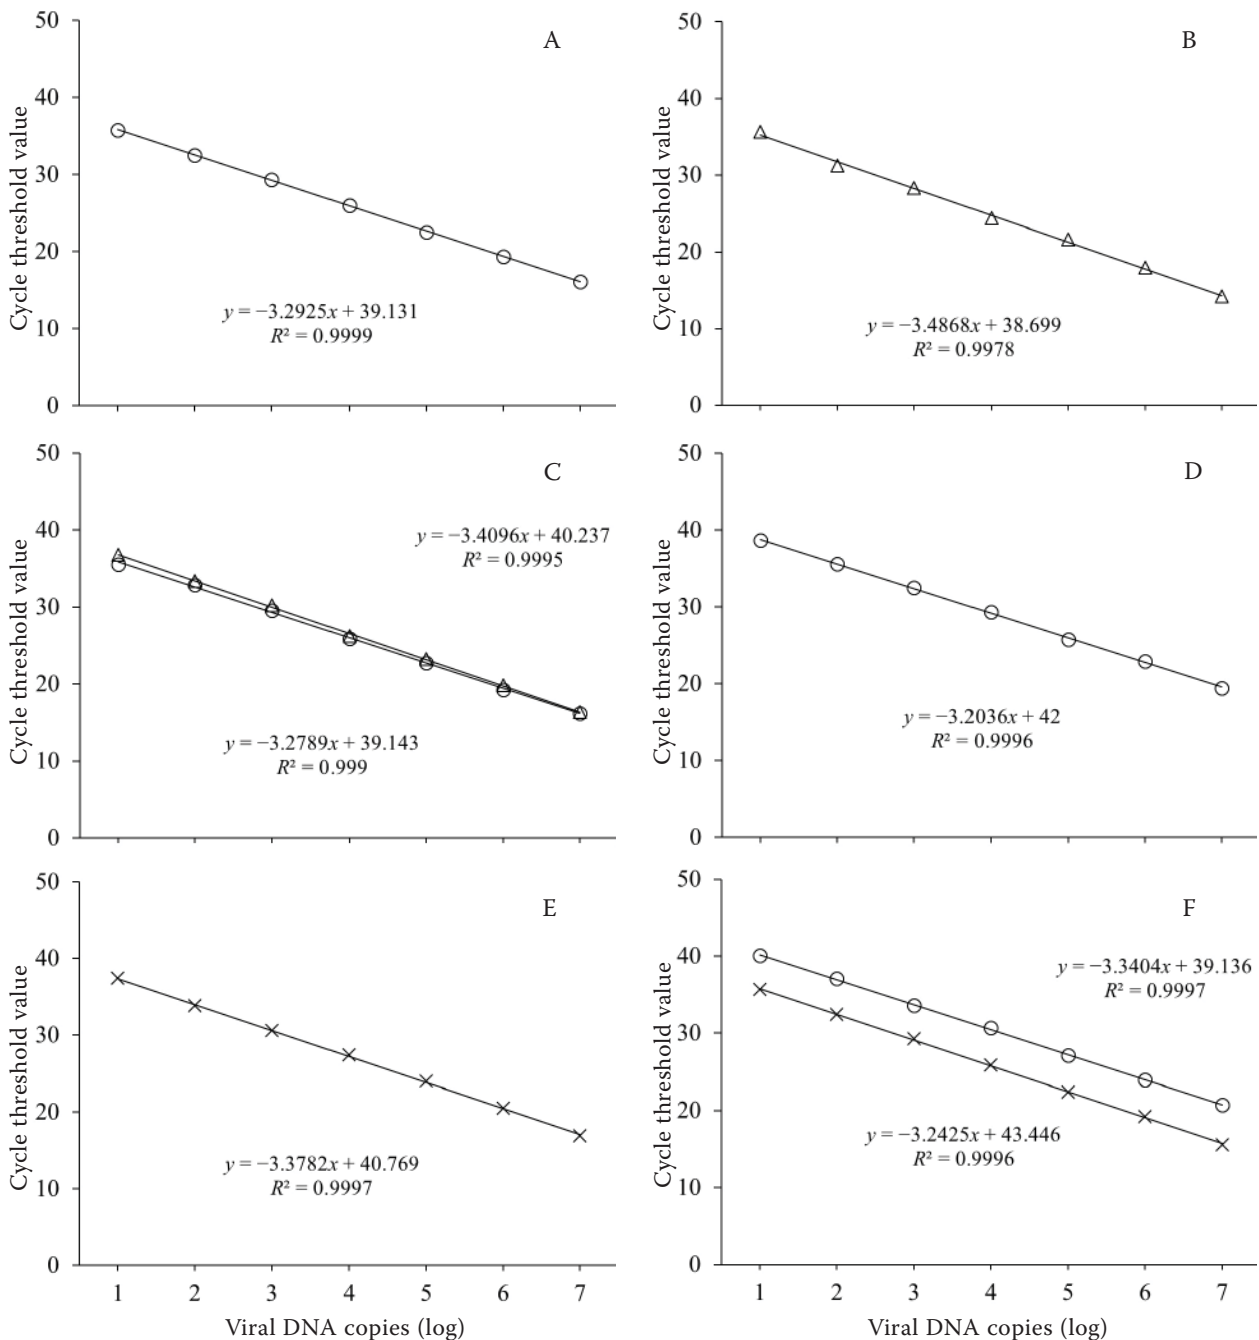 A
50
40
30
20
10
0
Cycle threshold value
y = −3.2925x + 39.131
R² = 0.9999
B
50
40
30
20
10
0
Cycle threshold value
y = −3.4868x + 38.699
R² = 0.9978
C
50
40
30
20
10
0
Cycle threshold value
y = −3.4096x + 40.237
R² = 0.9995
y = −3.2789x + 39.143
R² = 0.999
D
50
40
30
20
10
0
Cycle threshold value
y = −3.2036x + 42
R² = 0.9996
E
50
40
30
20
10
0
Cycle threshold value
y = −3.3782x + 40.769
R² = 0.9997
1 2 3 4 5 6 7
Viral DNA copies (log)
F
50
40
30
20
10
0
Cycle threshold value
y = −3.3404x + 39.136
R² = 0.9997
y = −3.2425x + 43.446
R² = 0.9996
1 2 3 4 5 6 7
Viral DNA copies (log)